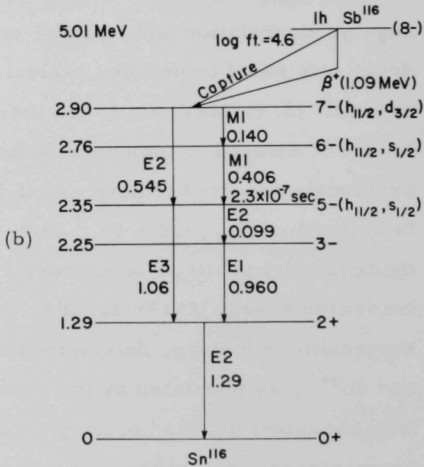 1h Sb¹¹⁶ (8-)
5.01 MeV
log ft. = 4.6
Capture
β⁺ (1.09 MeV)
2.90 7-(h₁₁/₂, d₃/₂)
M1
0.140
2.76 6-(h₁₁/₂, s₁/₂)
E2
0.545
M1
0.406
2.3x10⁻⁷ sec
2.35 5-(h₁₁/₂, s₁/₂)
E2
0.099
(b)
2.25 3-
E3
1.06
E1
0.960
1.29 2+
E2
1.29
0 0+
Sn¹¹⁶